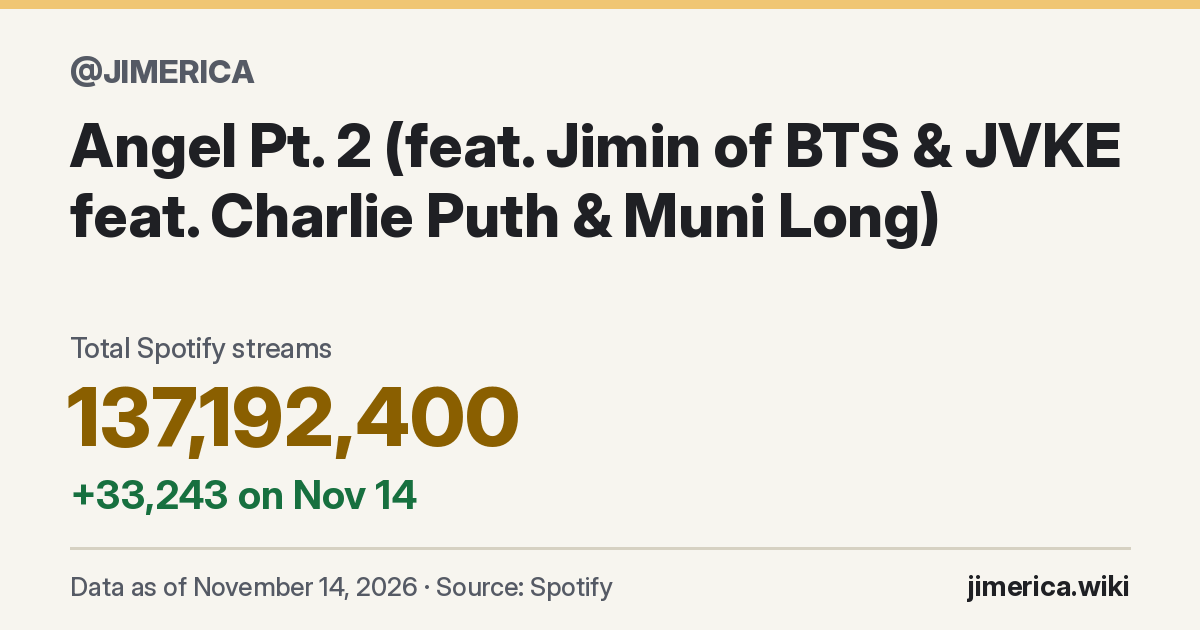 @JIMERICA
Angel Pt. 2 (feat. Jimin of BTS & JVKE
feat. Charlie Puth & Muni Long)
Total Spotify streams
137,192,400
+33,243 on Nov 14
Data as of November 14, 2026 · Source: Spotify
jimerica.wiki